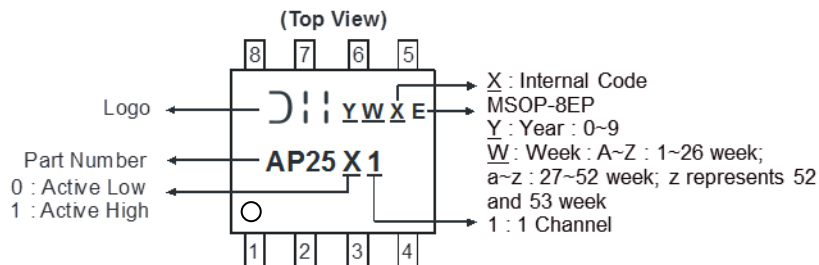 (Top View)
8 7 6 5
Logo
Y W X E
X : Internal Code
MSOP-8EP
Y : Year : 0~9
W : Week : A~Z : 1~26 week;
a~z : 27~52 week; z represents 52
and 53 week
Part Number
AP25 X 1
0 : Active Low
1 : Active High
1 : 1 Channel
1 2 3 4